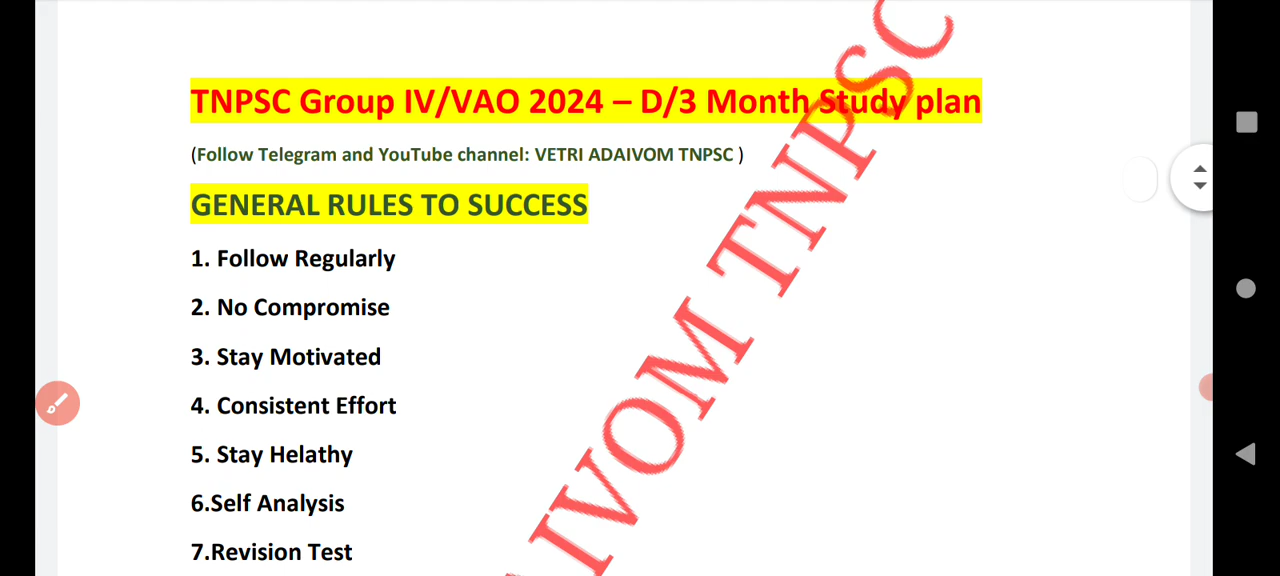 TNPSC Group IV/VAO 2024 – D/3 Month Study plan
(Follow Telegram and YouTube channel: VETRI ADAIVOM TNPSC )
GENERAL RULES TO SUCCESS
1. Follow Regularly
2. No Compromise
3. Stay Motivated
4. Consistent Effort
5. Stay Helathy
6.Self Analysis
7.Revision Test
AIVOM TNPSC